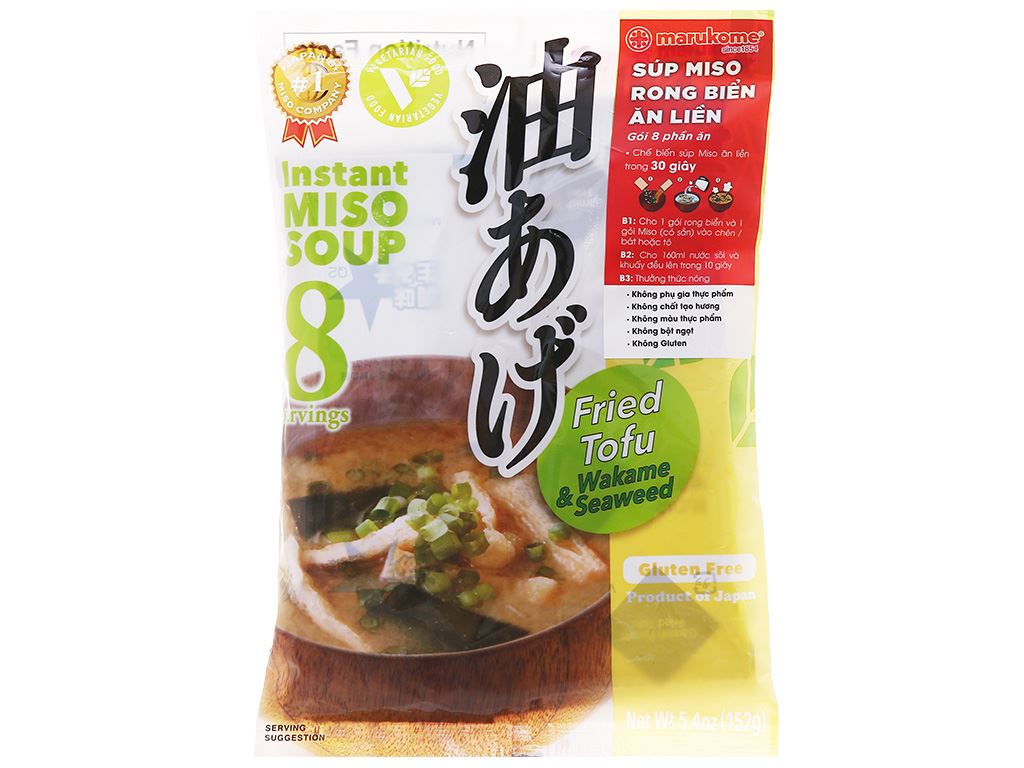 #1
MISO COMPANY
VEGETARIAN FOOD
VEGETARIAN FOOD
Instant
MISO
SOUP
8
servings
油あげ
marukome®
since1854
SÚP MISO
RONG BIỂN
ĂN LIỀN
Gói 8 phần ăn
• Chế biến súp Miso ăn liền
trong 30 giây
B1: Cho 1 gói rong biển và 1
gói Miso (có sẵn) vào chén /
bát hoặc tô
B2: Cho 160ml nước sôi và
khuấy đều lên trong 10 giây
B3: Thưởng thức nóng
• Không phụ gia thực phẩm
• Không chất tạo hương
• Không màu thực phẩm
• Không bột ngọt
• Không Gluten
Fried
Tofu
Wakame
& Seaweed
Gluten Free
Product of Japan
Net Wt. 5.4oz (152g)
SERVING
SUGGESTION